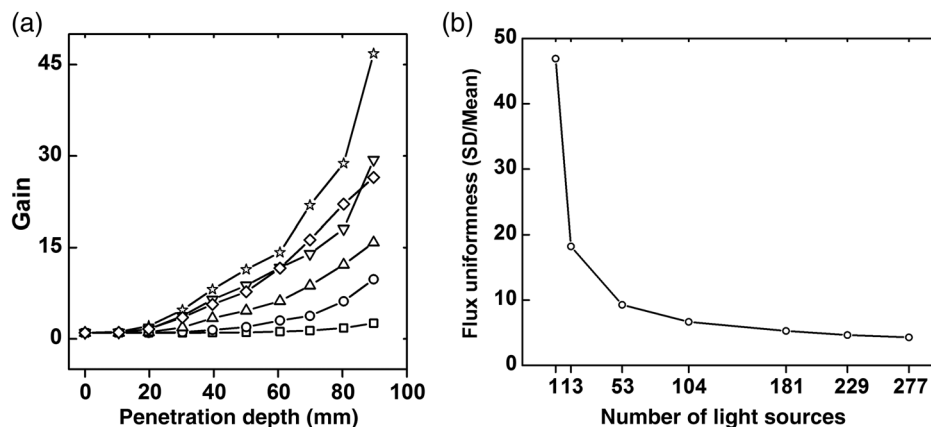 (a)
45
30
15
0
Gain
0 20 40 60 80 100
Penetration depth (mm)
(b)
50
40
30
20
10
0
Flux uniformness (SD/Mean)
113 53 104 181 229 277
Number of light sources